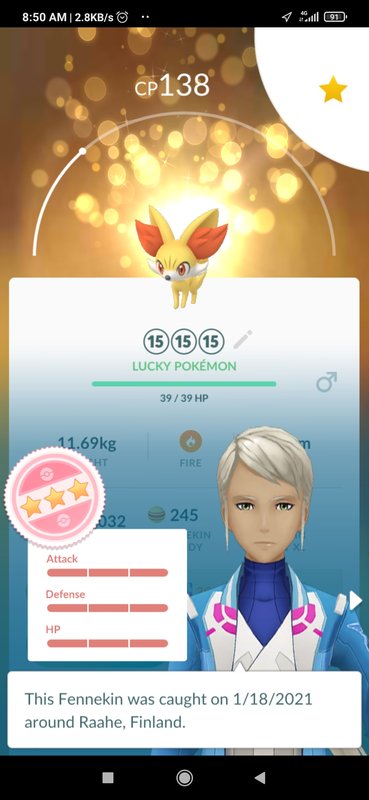 8:50 AM | 2.8KB/s
4G
91
CP138
15 15 15
LUCKY POKÉMON
39 / 39 HP
11.69kg
FIRE
m
HT
032
245
EKIN
DY
Attack
Defense
HP
This Fennekin was caught on 1/18/2021
around Raahe, Finland.